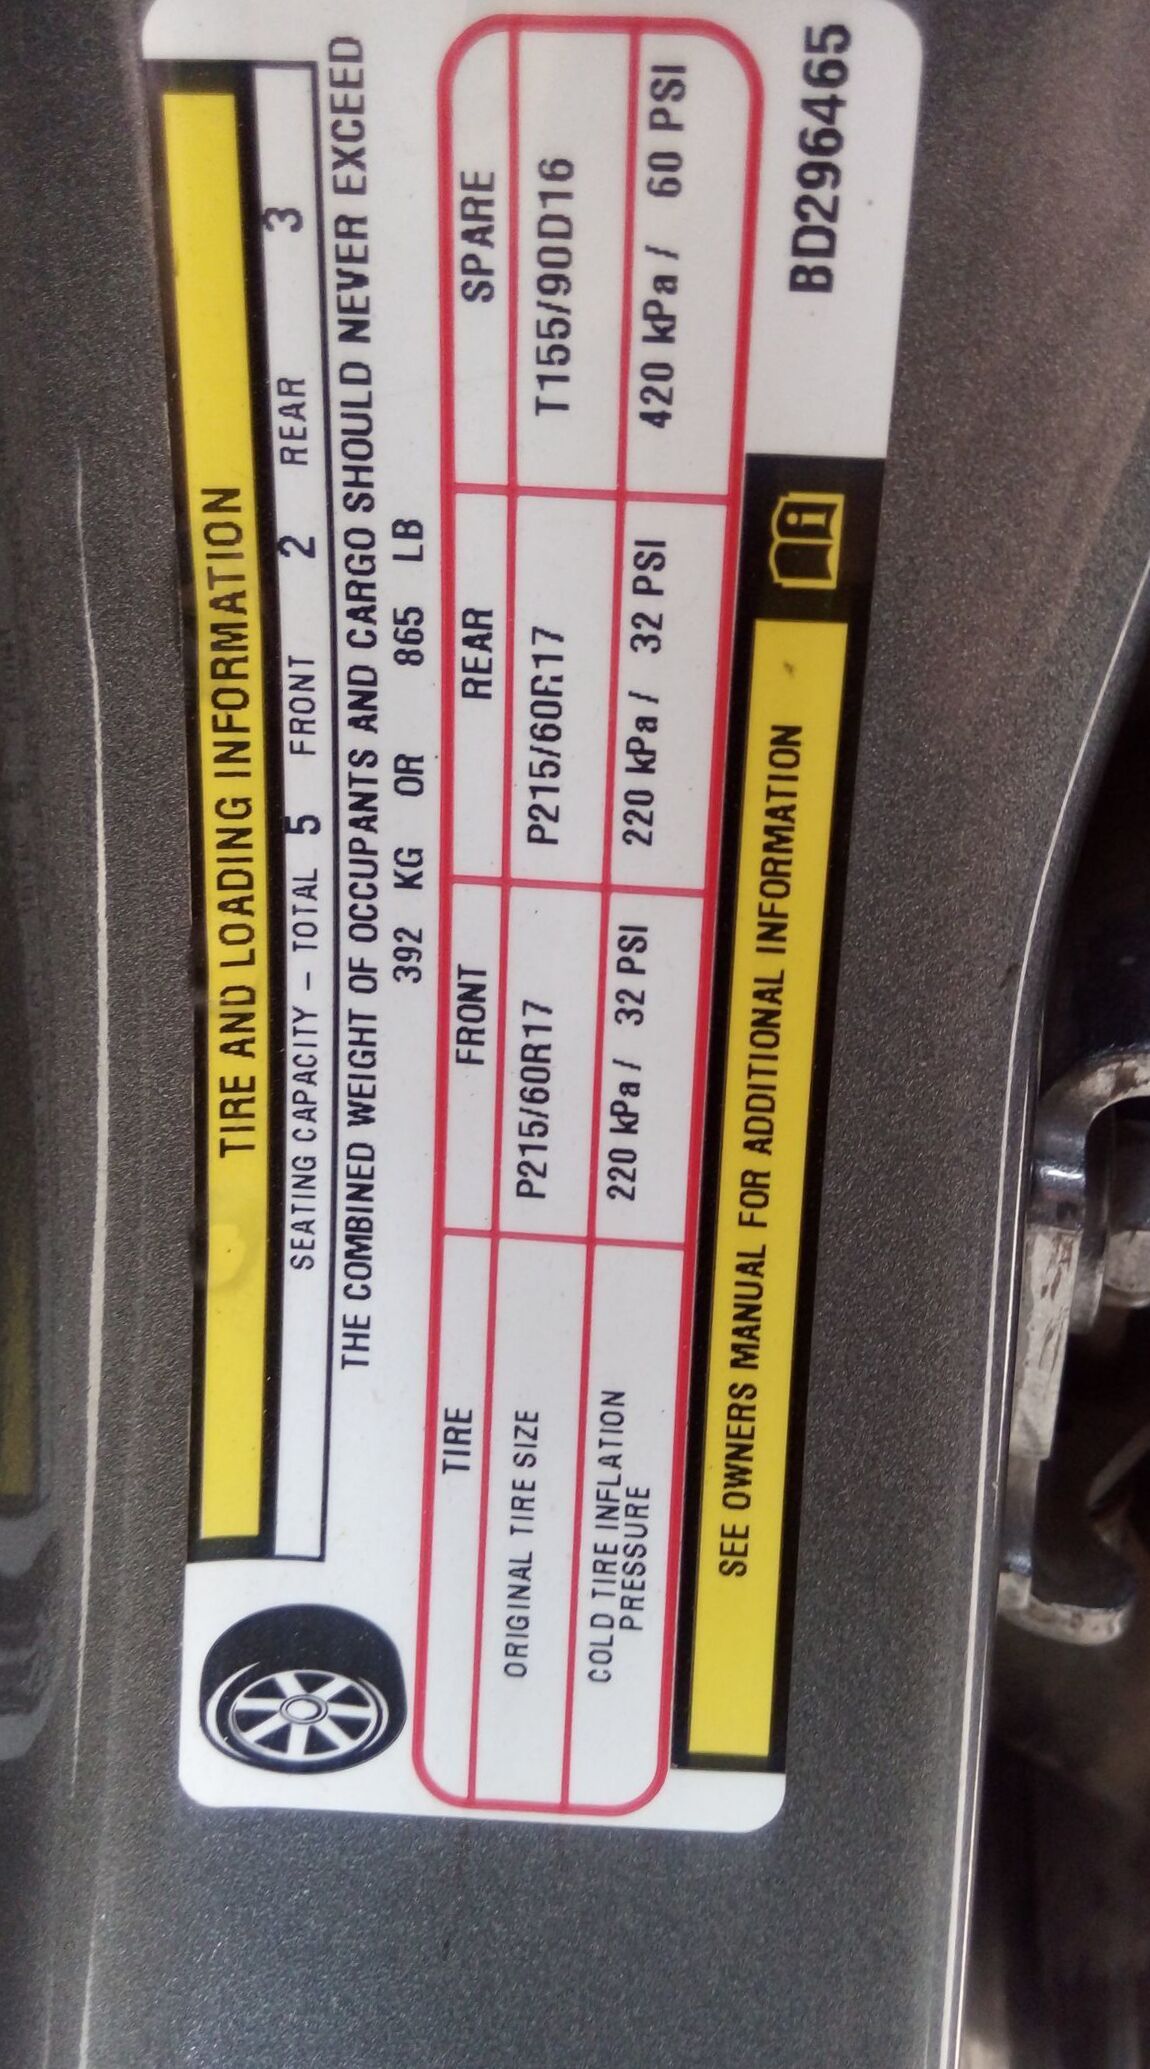 TIRE AND LOADING INFORMATION
SEATING CAPACITY - TOTAL 5 FRONT 2 REAR 3
THE COMBINED WEIGHT OF OCCUPANTS AND CARGO SHOULD NEVER EXCEED
392 KG OR 865 LB
TIRE FRONT REAR SPARE
ORIGINAL TIRE SIZE P215/60R17 P215/60R17 T155/90D16
COLD TIRE INFLATION PRESSURE 220 kPa / 32 PSI 220 kPa / 32 PSI 420 kPa / 60 PSI
SEE OWNERS MANUAL FOR ADDITIONAL INFORMATION
BD296465